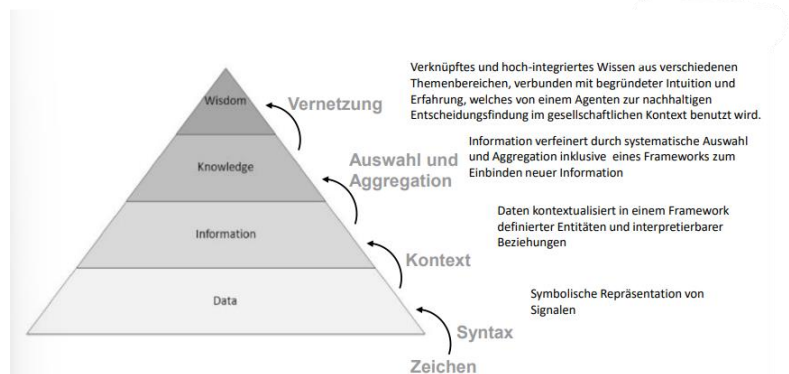 Verknüpftes und hoch-integriertes Wissen aus verschiedenen
Themenbereichen, verbunden mit begründeter Intuition und
Erfahrung, welches von einem Agenten zur nachhaltigen
Entscheidungsfindung im gesellschaftlichen Kontext benutzt wird.
Wisdom
Vernetzung
Information verfeinert durch systematische Auswahl
und Aggregation inklusive eines Frameworks zum
Einbinden neuer Information
Knowledge
Auswahl und
Aggregation
Daten kontextualisiert in einem Framework
definierter Entitäten und interpretierbarer
Beziehungen
Information
Kontext
Symbolische Repräsentation von
Signalen
Data
Syntax
Zeichen